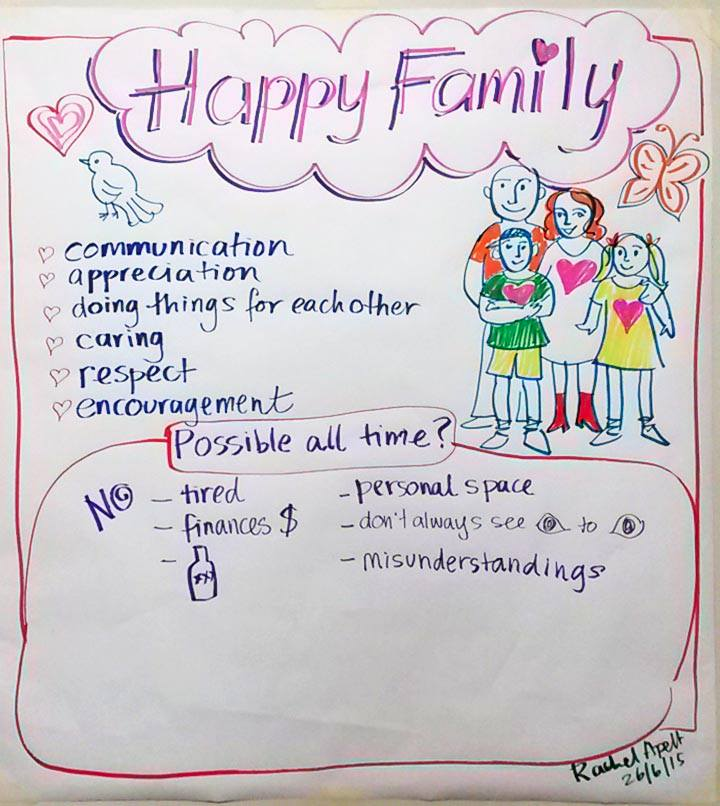 Happy Family
communication
appreciation
doing things for each other
caring
respect
encouragement
Possible all time?
NO
- tired
- finances $
-
- personal space
- don't always see to
- misunderstandings
Rachel Apelt
26/6/15